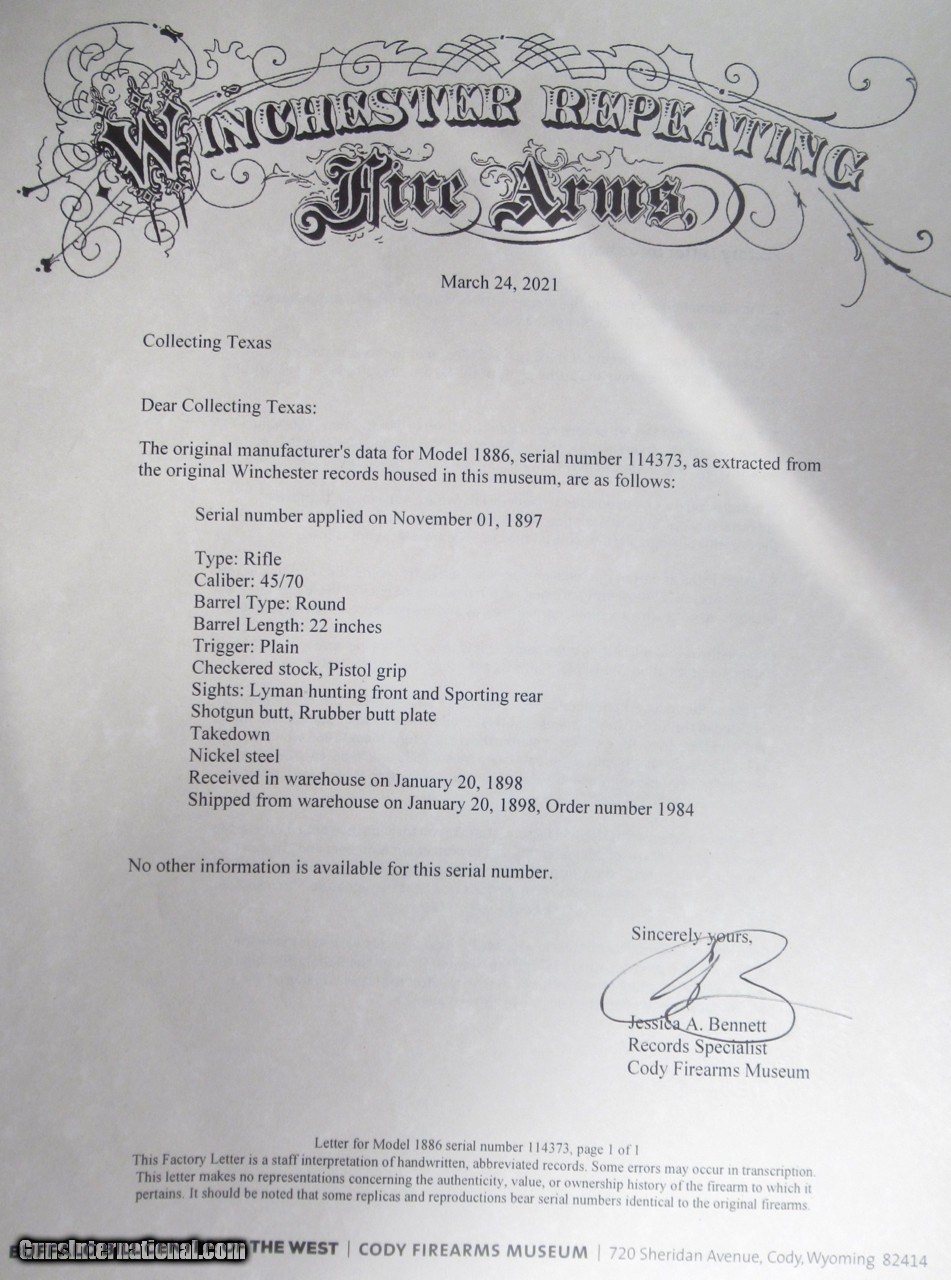 WINCHESTER REPEATING
Fire Arms,
March 24, 2021
Collecting Texas
Dear Collecting Texas:
The original manufacturer's data for Model 1886, serial number 114373, as extracted from
the original Winchester records housed in this museum, are as follows:
Serial number applied on November 01, 1897
Type: Rifle
Caliber: 45/70
Barrel Type: Round
Barrel Length: 22 inches
Trigger: Plain
Checkered stock, Pistol grip
Sights: Lyman hunting front and Sporting rear
Shotgun butt, Rrubber butt plate
Takedown
Nickel steel
Received in warehouse on January 20, 1898
Shipped from warehouse on January 20, 1898, Order number 1984
No other information is available for this serial number.
Sincerely yours,
Jessica A. Bennett
Records Specialist
Cody Firearms Museum
Letter for Model 1886 serial number 114373, page 1 of 1
This Factory Letter is a staff interpretation of handwritten, abbreviated records. Some errors may occur in transcription.
This letter makes no representations concerning the authenticity, value, or ownership history of the firearm to which it
pertains. It should be noted that some replicas and reproductions bear serial numbers identical to the original firearms.
GunsInternational.com THE WEST | CODY FIREARMS MUSEUM | 720 Sheridan Avenue, Cody, Wyoming 82414